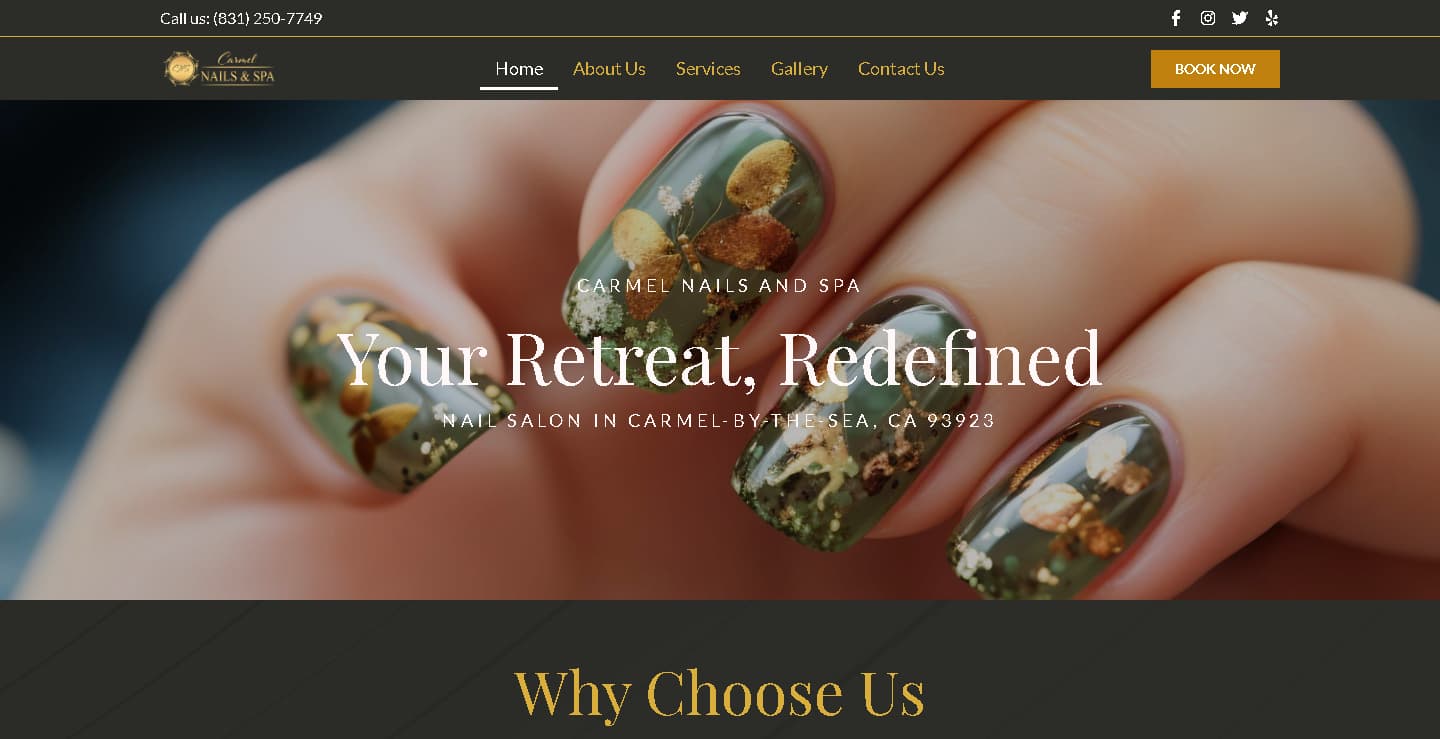 Call us: (831) 250-7749
Carmel
NAILS & SPA
Home
About Us
Services
Gallery
Contact Us
BOOK NOW
CARMEL NAILS AND SPA
Your Retreat, Redefined
NAIL SALON IN CARMEL-BY-THE-SEA, CA 93923
Why Choose Us